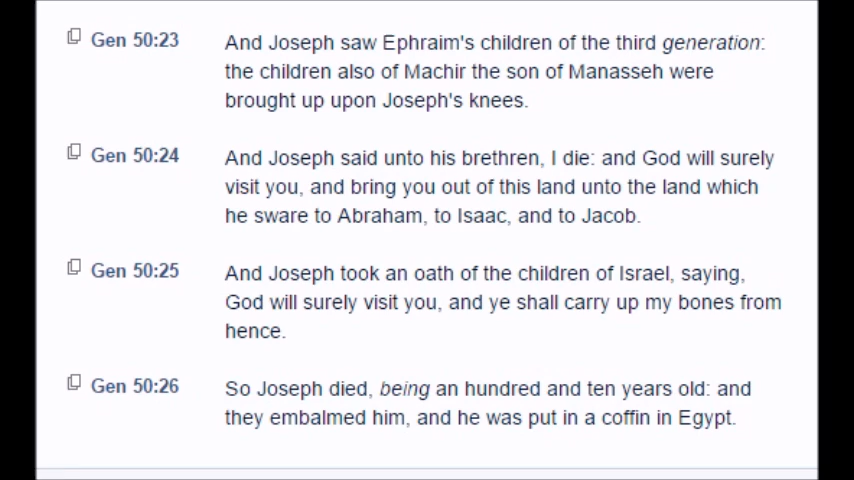 Gen 50:23 And Joseph saw Ephraim's children of the third generation:
the children also of Machir the son of Manasseh were
brought up upon Joseph's knees.
Gen 50:24 And Joseph said unto his brethren, I die: and God will surely
visit you, and bring you out of this land unto the land which
he sware to Abraham, to Isaac, and to Jacob.
Gen 50:25 And Joseph took an oath of the children of Israel, saying,
God will surely visit you, and ye shall carry up my bones from
hence.
Gen 50:26 So Joseph died, being an hundred and ten years old: and
they embalmed him, and he was put in a coffin in Egypt.